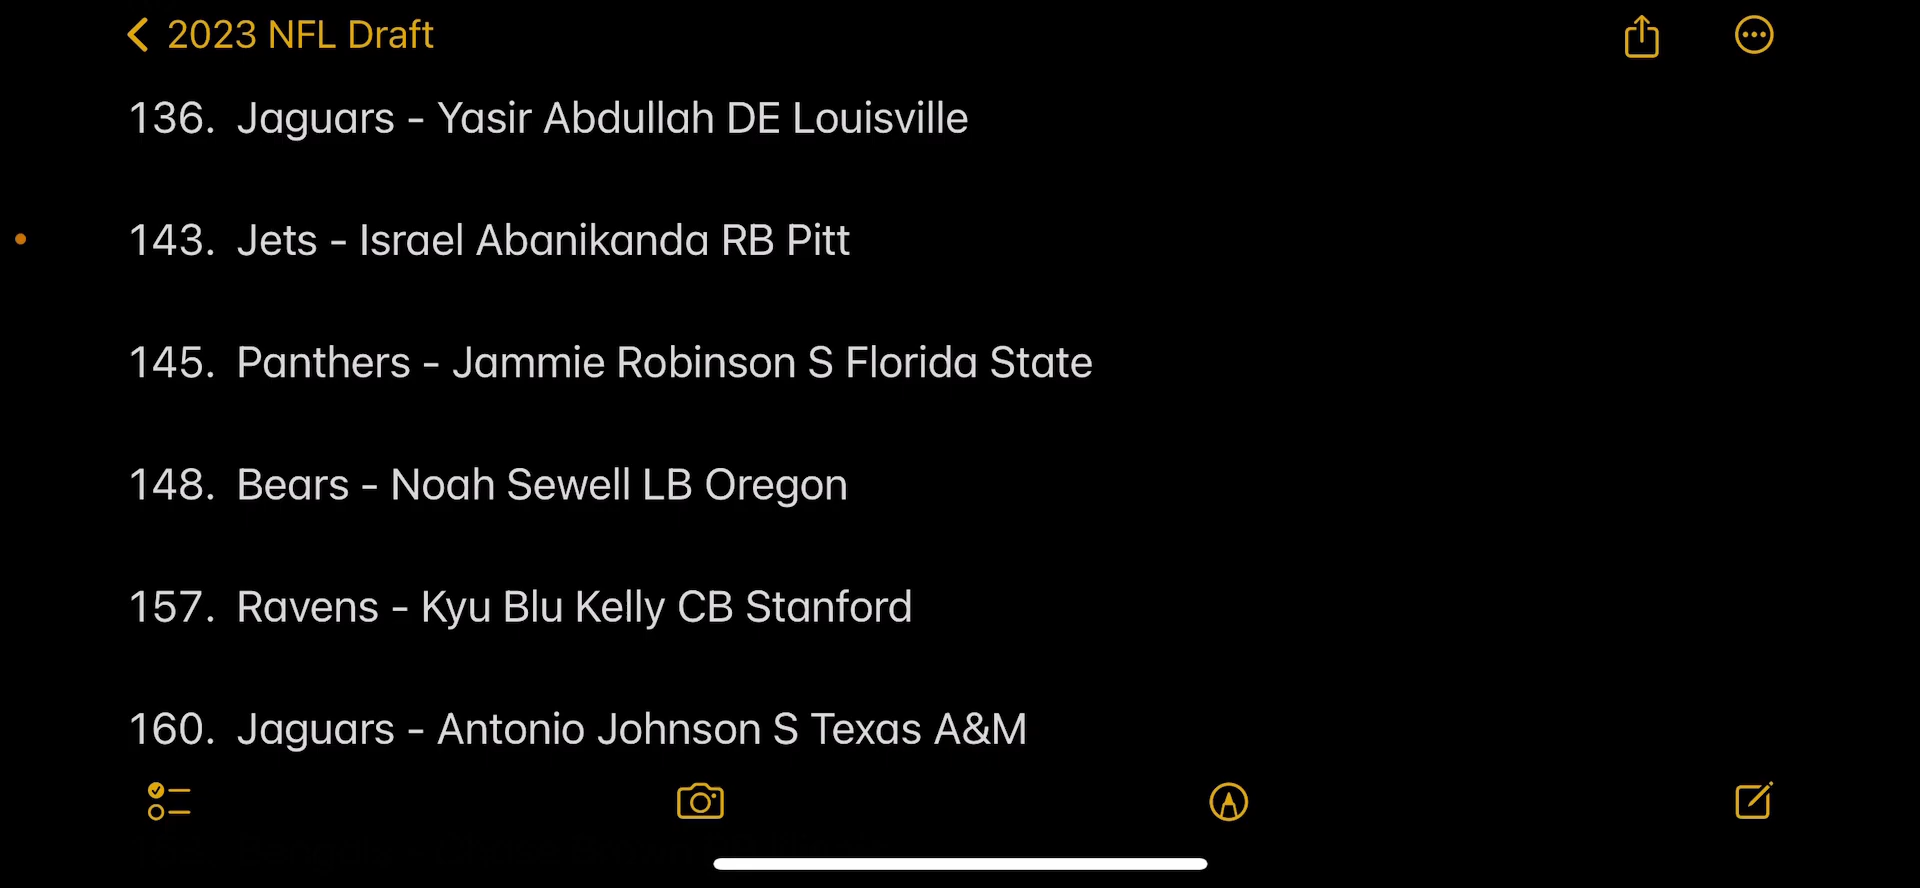 2023 NFL Draft
136. Jaguars - Yasir Abdullah DE Louisville
143. Jets - Israel Abanikanda RB Pitt
145. Panthers - Jammie Robinson S Florida State
148. Bears - Noah Sewell LB Oregon
157. Ravens - Kyu Blu Kelly CB Stanford
160. Jaguars - Antonio Johnson S Texas A&M